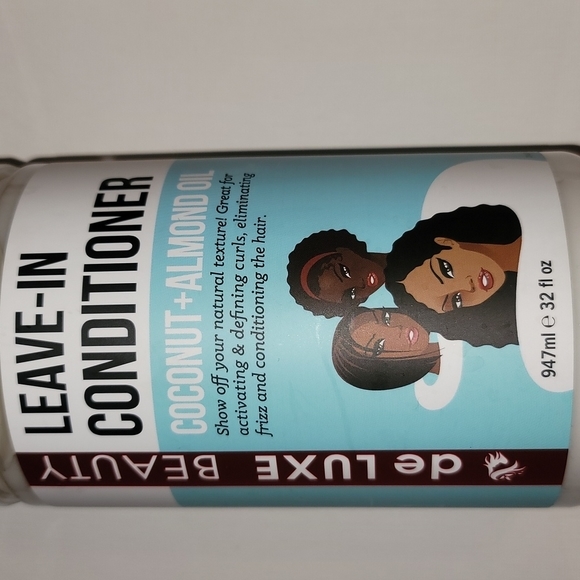 LEAVE-IN
CONDITIONER
COCONUT+ALMOND OIL
Show off your natural texture! Great for
activating & defining curls, eliminating
frizz and conditioning the hair.
947ml ℮ 32 fl oz
de LUXE BEAUTY